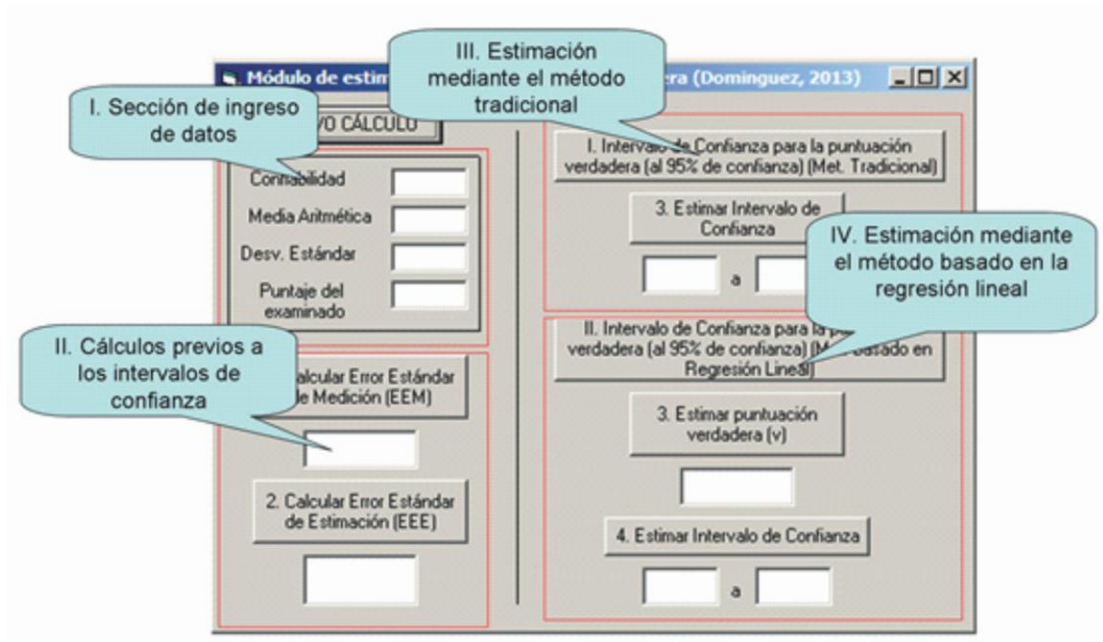 III. Estimación
mediante el método
tradicional
Módulo de estim
era (Dominguez, 2013)
I. Sección de ingreso
de datos
VO CÁLCULO
Confiabilidad
Media Aritmética
Desv. Estándar
Puntaje del
examinado
II. Cálculos previos a
los intervalos de
confianza
alcular Error Estándar
de Medición (EEM)
2. Calcular Error Estándar
de Estimación (EEE)
I. Intervalo de Confianza para la puntuación
verdadera (al 95% de confianza) (Met. Tradicional)
3. Estimar Intervalo de
Confianza
a
IV. Estimación mediante
el método basado en la
regresión lineal
II. Intervalo de Confianza para la
verdadera (al 95% de confianza) (Met. basado en
Regresión Lineal)
3. Estimar puntuación
verdadera (v)
4. Estimar Intervalo de Confianza
a